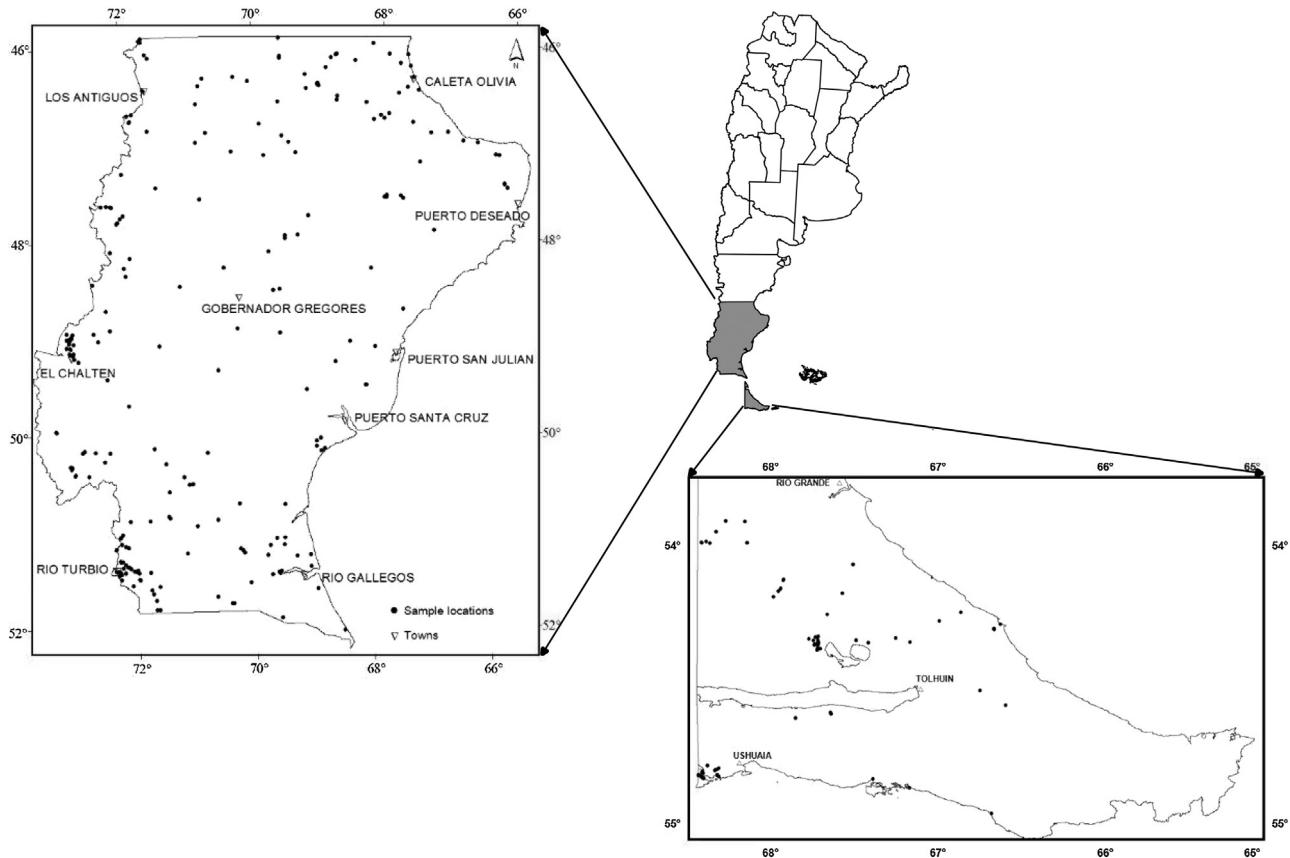 72° 70° 68° 66°
46° 46°
N
CALETA OLIVIA
LOS ANTIGUOS
PUERTO DESEADO
48° 48°
GOBERNADOR GREGORES
PUERTO SAN JULIAN
EL CHALTEN
PUERTO SANTA CRUZ
50° 50°
RIO TURBIO
RIO GALLEGOS
Sample locations
Towns
52° 52°
72° 70° 68° 66°
68° 67° 66° 65°
RIO GRANDE
54° 54°
TOLHUIN
USHUAIA
55° 55°
68° 67° 66° 65°